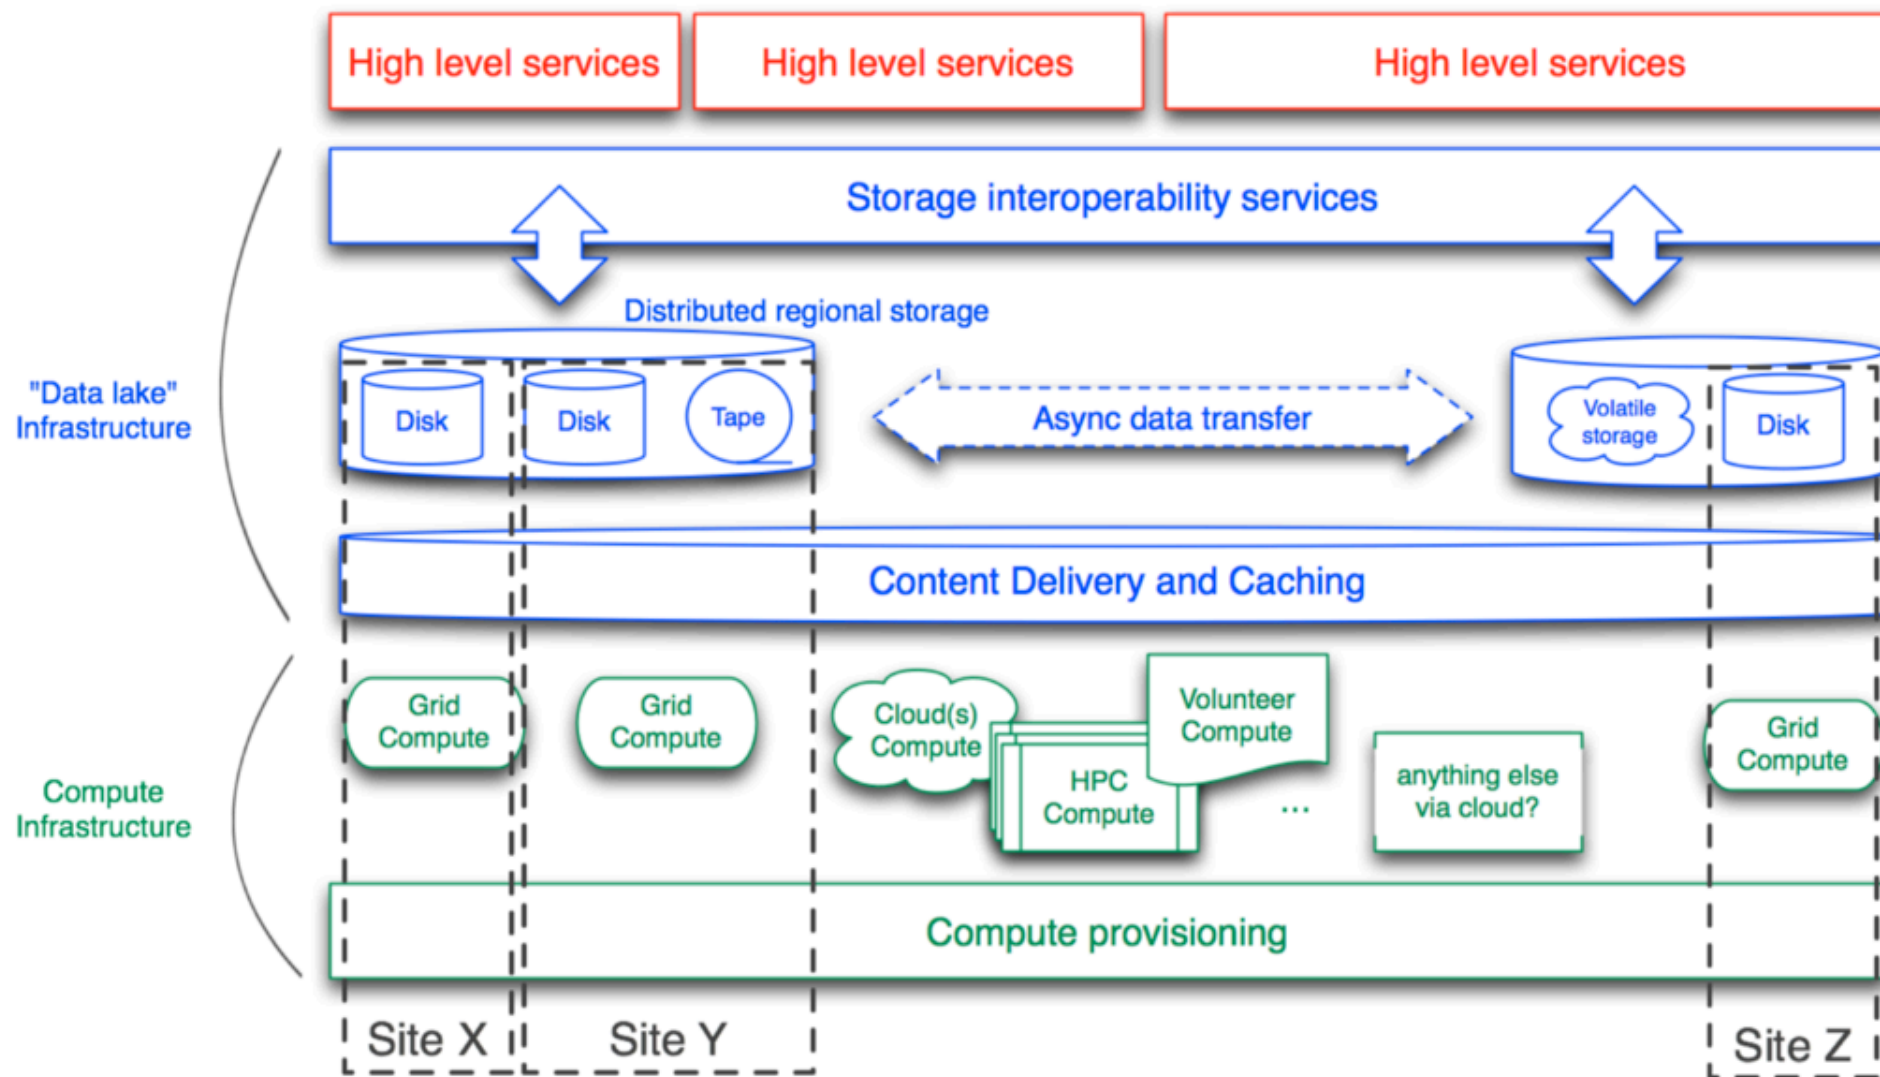 High level services
High level services
High level services
Storage interoperability services
Distributed regional storage
"Data lake"
Infrastructure
Disk
Disk
Tape
Async data transfer
Volatile
storage
Disk
Content Delivery and Caching
Grid
Compute
Grid
Compute
Cloud(s)
Compute
Volunteer
Compute
HPC
Compute
...
anything else
via cloud?
Grid
Compute
Compute
Infrastructure
Compute provisioning
Site X
Site Y
Site Z